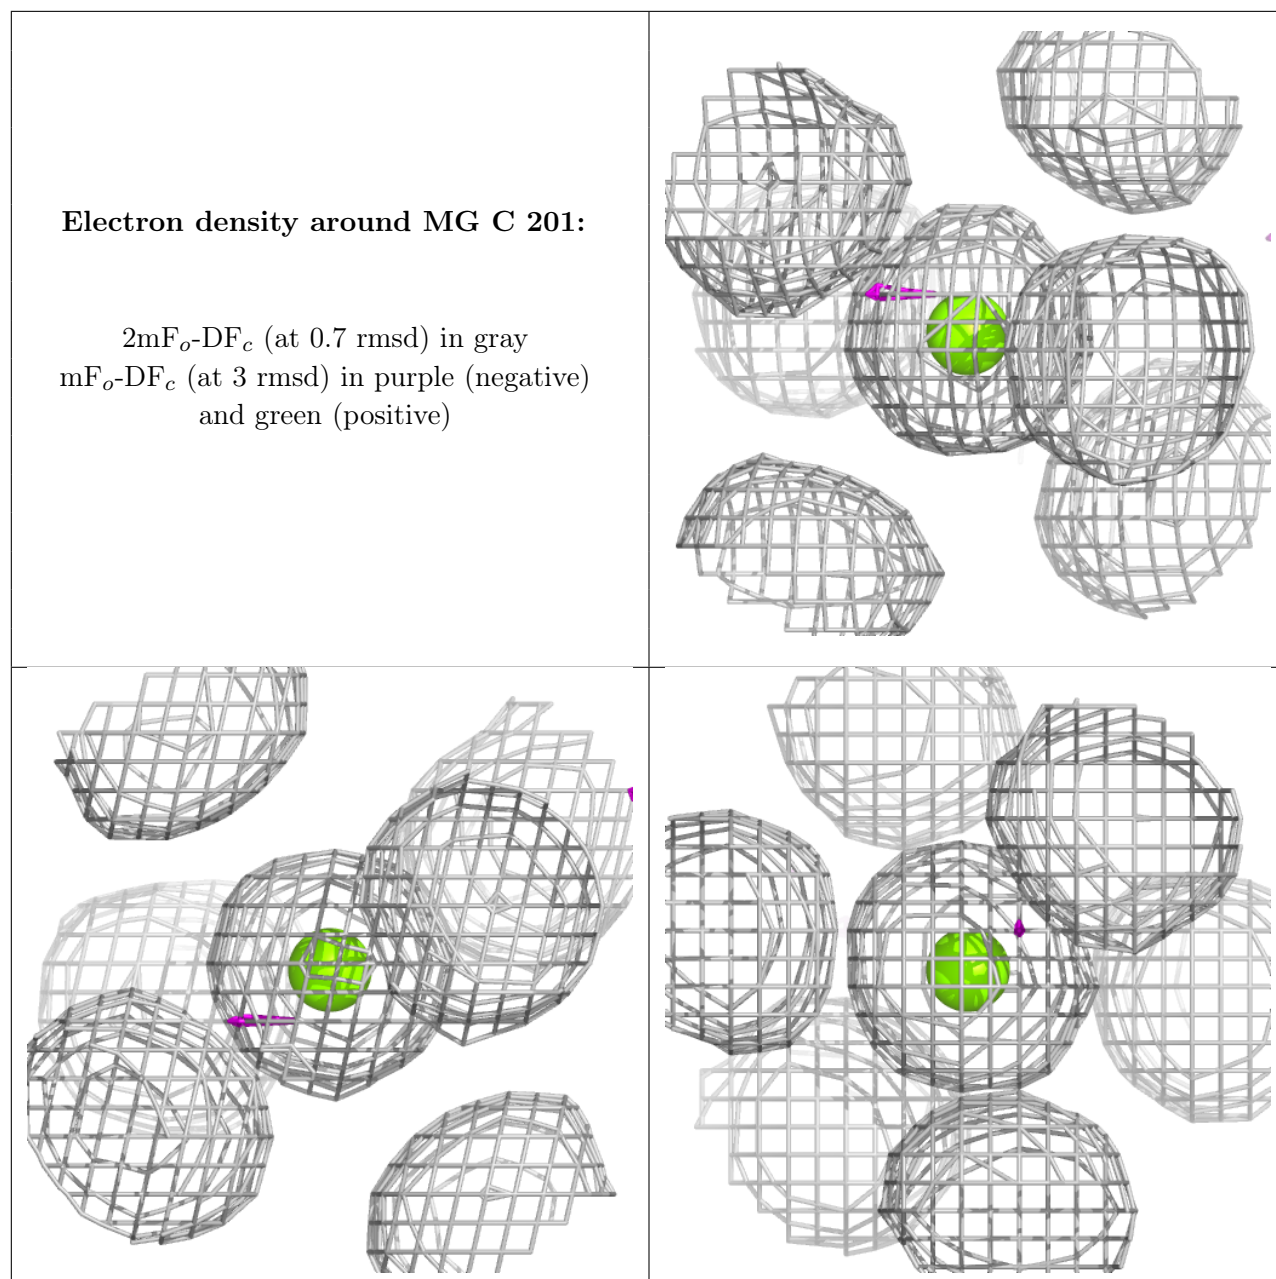 Electron density around MG C 201:
2mFₒ-DF𝒸 (at 0.7 rmsd) in gray
mFₒ-DF𝒸 (at 3 rmsd) in purple (negative)
and green (positive)